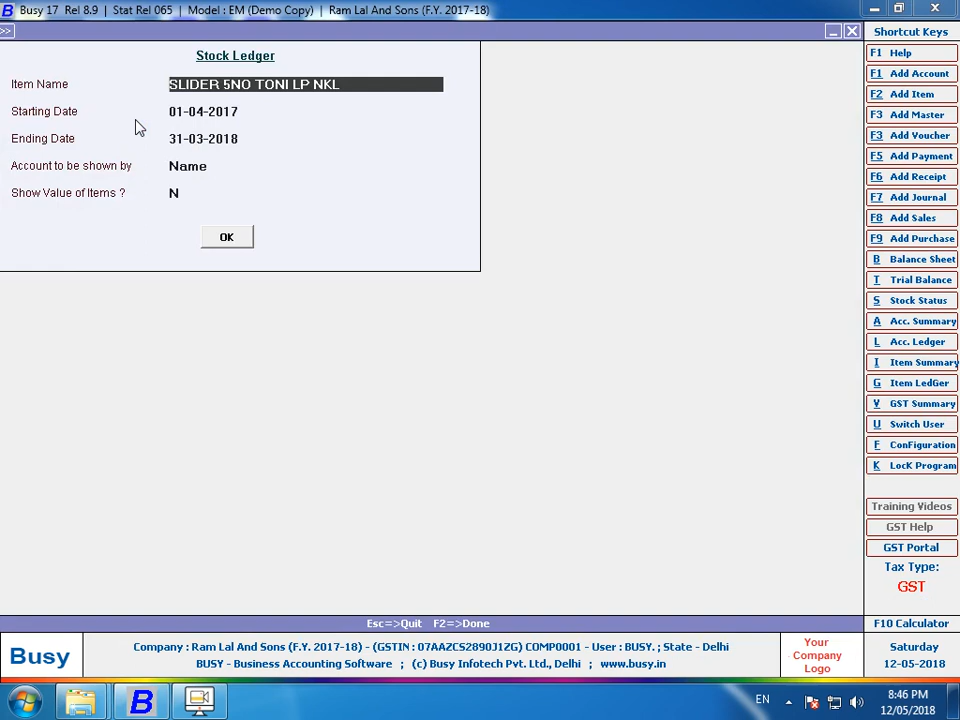 B Busy 17 Rel 8.9 | Stat Rel 065 | Model : EM (Demo Copy) | Ram Lal And Sons (F.Y. 2017-18)
>>
Stock Ledger
Item Name SLIDER 5NO TONI LP NKL
Starting Date 01-04-2017
Ending Date 31-03-2018
Account to be shown by Name
Show Value of Items ? N
OK
Shortcut Keys
F1 Help
F1 Add Account
F2 Add Item
F3 Add Master
F3 Add Voucher
F5 Add Payment
F6 Add Receipt
F7 Add Journal
F8 Add Sales
F9 Add Purchase
B Balance Sheet
T Trial Balance
S Stock Status
A Acc. Summary
L Acc. Ledger
I Item Summary
G Item LedGer
Y GST Summary
U Switch User
F ConFiguration
K LocK Program
Training Videos
GST Help
GST Portal
Tax Type:
GST
Esc=>Quit F2=>Done
F10 Calculator
Busy
Company : Ram Lal And Sons (F.Y. 2017-18) - (GSTIN : 07AAZCS2890J1ZG) COMP0001 - User : BUSY. ; State - Delhi
BUSY - Business Accounting Software ; (c) Busy Infotech Pvt. Ltd., Delhi ; www.busy.in
Your
Company
Logo
Saturday
12-05-2018
B
EN
8:46 PM
12/05/2018